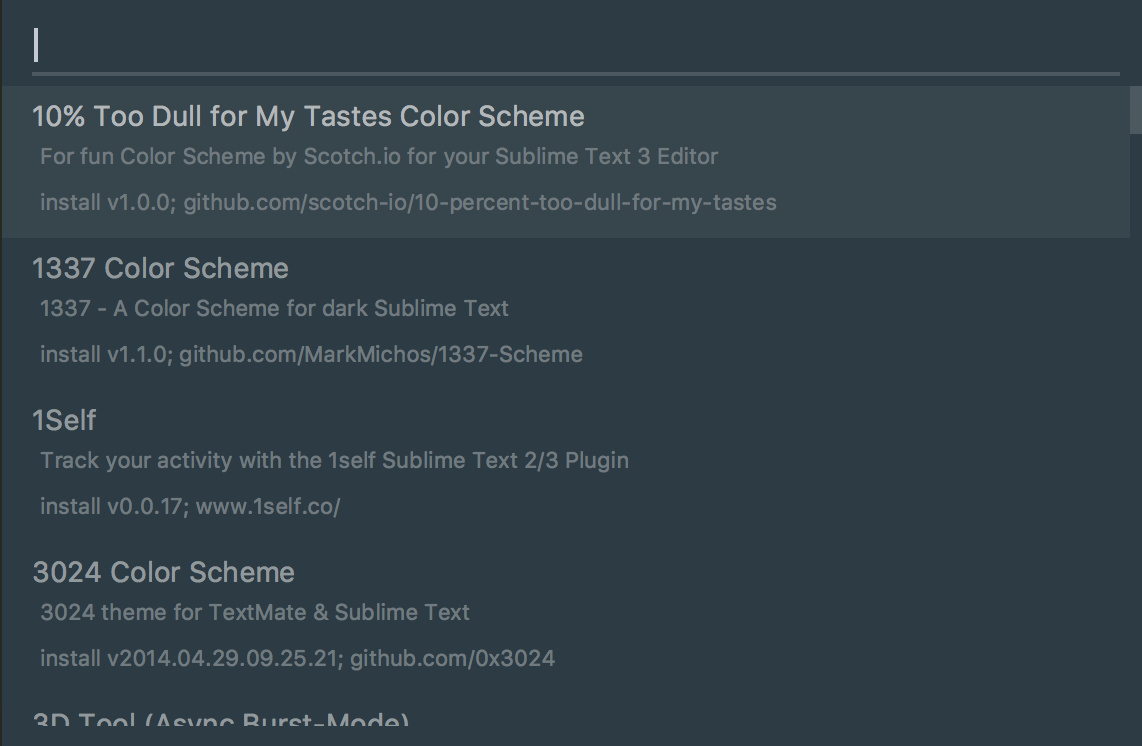 10% Too Dull for My Tastes Color Scheme
For fun Color Scheme by Scotch.io for your Sublime Text 3 Editor
install v1.0.0; github.com/scotch-io/10-percent-too-dull-for-my-tastes
1337 Color Scheme
1337 - A Color Scheme for dark Sublime Text
install v1.1.0; github.com/MarkMichos/1337-Scheme
1Self
Track your activity with the 1self Sublime Text 2/3 Plugin
install v0.0.17; www.1self.co/
3024 Color Scheme
3024 theme for TextMate & Sublime Text
install v2014.04.29.09.25.21; github.com/0x3024
3D Tool (Async Burst-Mode)